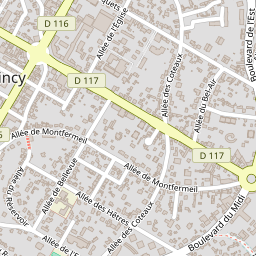 D 116
Allée de l'Église
Boulevard de l'Est
D 117
Allée des Coteaux
Allée du Bel-Air
Allée de Montfermeil
D 117
Allée de Bellevue
Allée de Montfermeil
Allée du
Réservoir
Allée des Hêtres
Allée des Coteaux
Boulevard du Midi